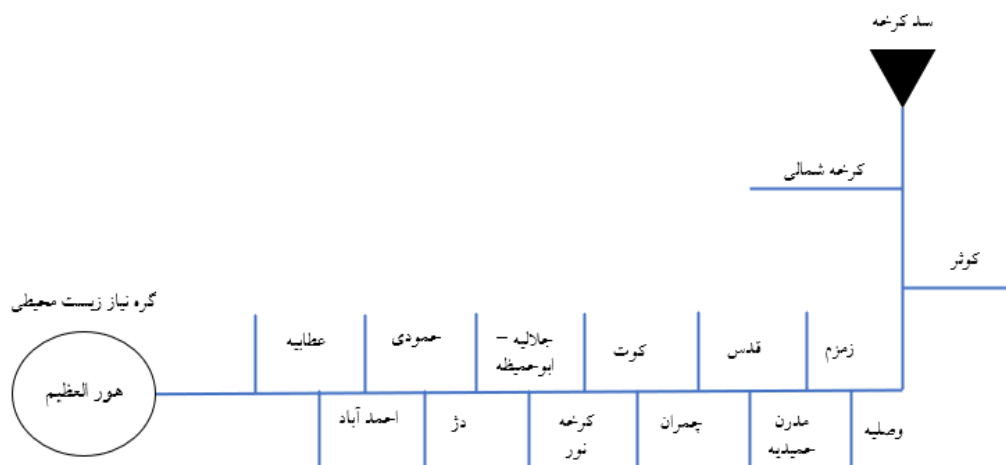 سد کرخه
کرخه شمالی
کوثر
گره نیاز زیست محیطی
هور العظیم
زمزم
قدس
کوت
جلالیه –
ابوحمیظه
حمودی
عطابیه
وصلیه
مدرن
حمیدیه
چمران
کرخه
نور
دژ
احمد آباد